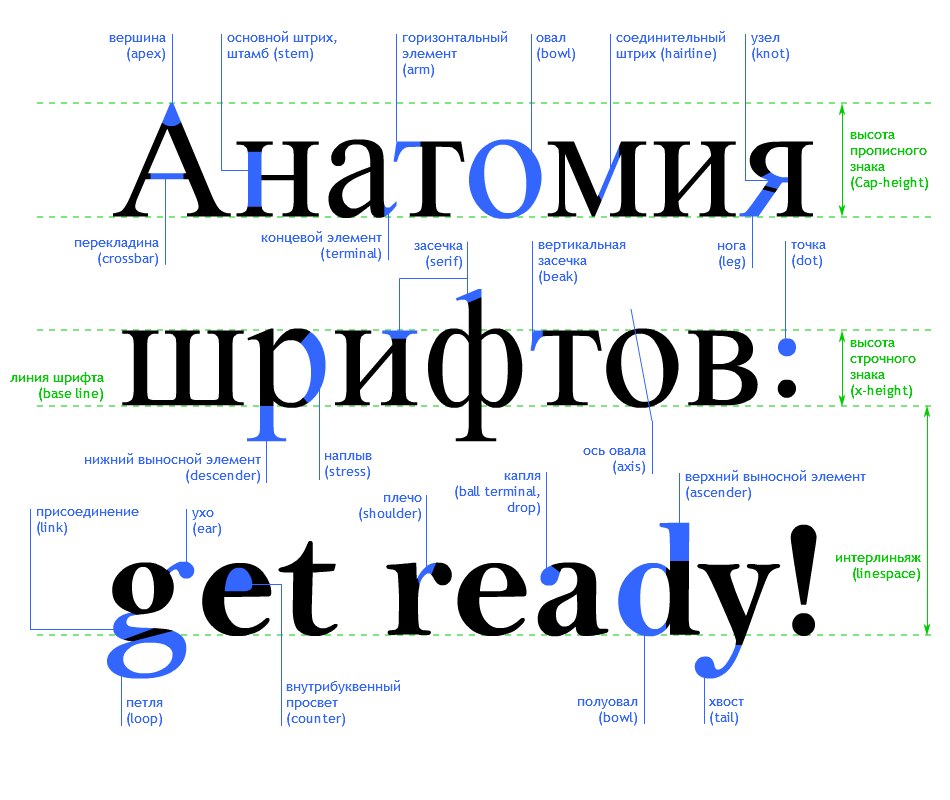 вершина
(apex)
основной штрих,
штамб (stem)
горизонтальный
элемент
(arm)
овал
(bowl)
соединительный
штрих (hairline)
узел
(knot)
Анатомия
высота
прописного
знака
(Cap-height)
перекладина
(crossbar)
концевой элемент
(terminal)
засечка
(serif)
вертикальная
засечка
(beak)
нога
(leg)
точка
(dot)
шрифтов:
линия шрифта
(base line)
высота
строчного
знака
(x-height)
нижний выносной элемент
(descender)
наплыв
(stress)
ось овала
(axis)
присоединение
(link)
ухо
(ear)
плечо
(shoulder)
капля
(ball terminal,
drop)
верхний выносной элемент
(ascender)
get ready!
интерлиньяж
(linespace)
петля
(loop)
внутрибуквенный
просвет
(counter)
полуовал
(bowl)
хвост
(tail)